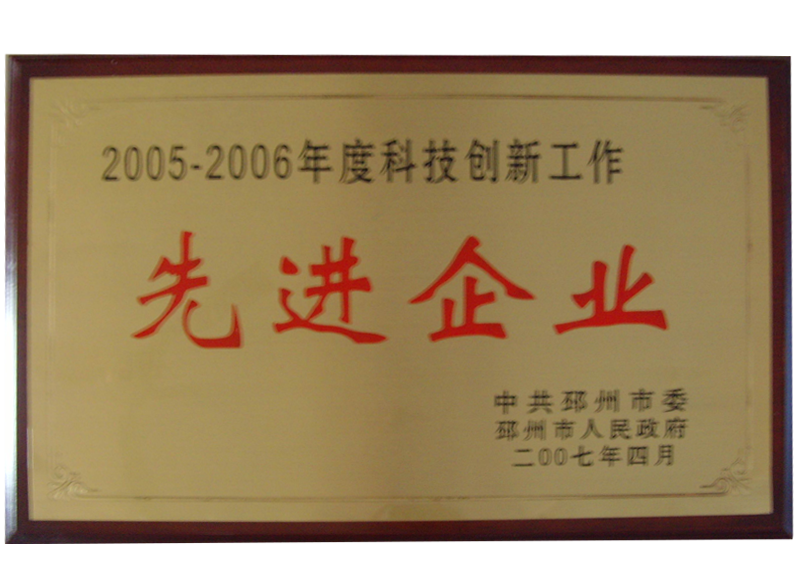 2005-2006年度科技创新工作
先进企业
中共邳州市委
邳州市人民政府
二00七年四月